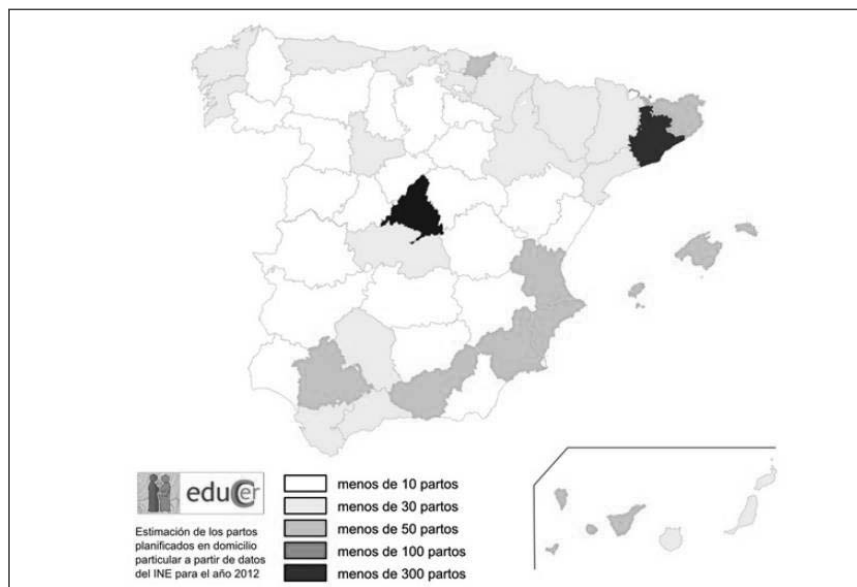 educer
Estimación de los partos
planificados en domicilio
particular a partir de datos
del INE para el año 2012
menos de 10 partos
menos de 30 partos
menos de 50 partos
menos de 100 partos
menos de 300 partos